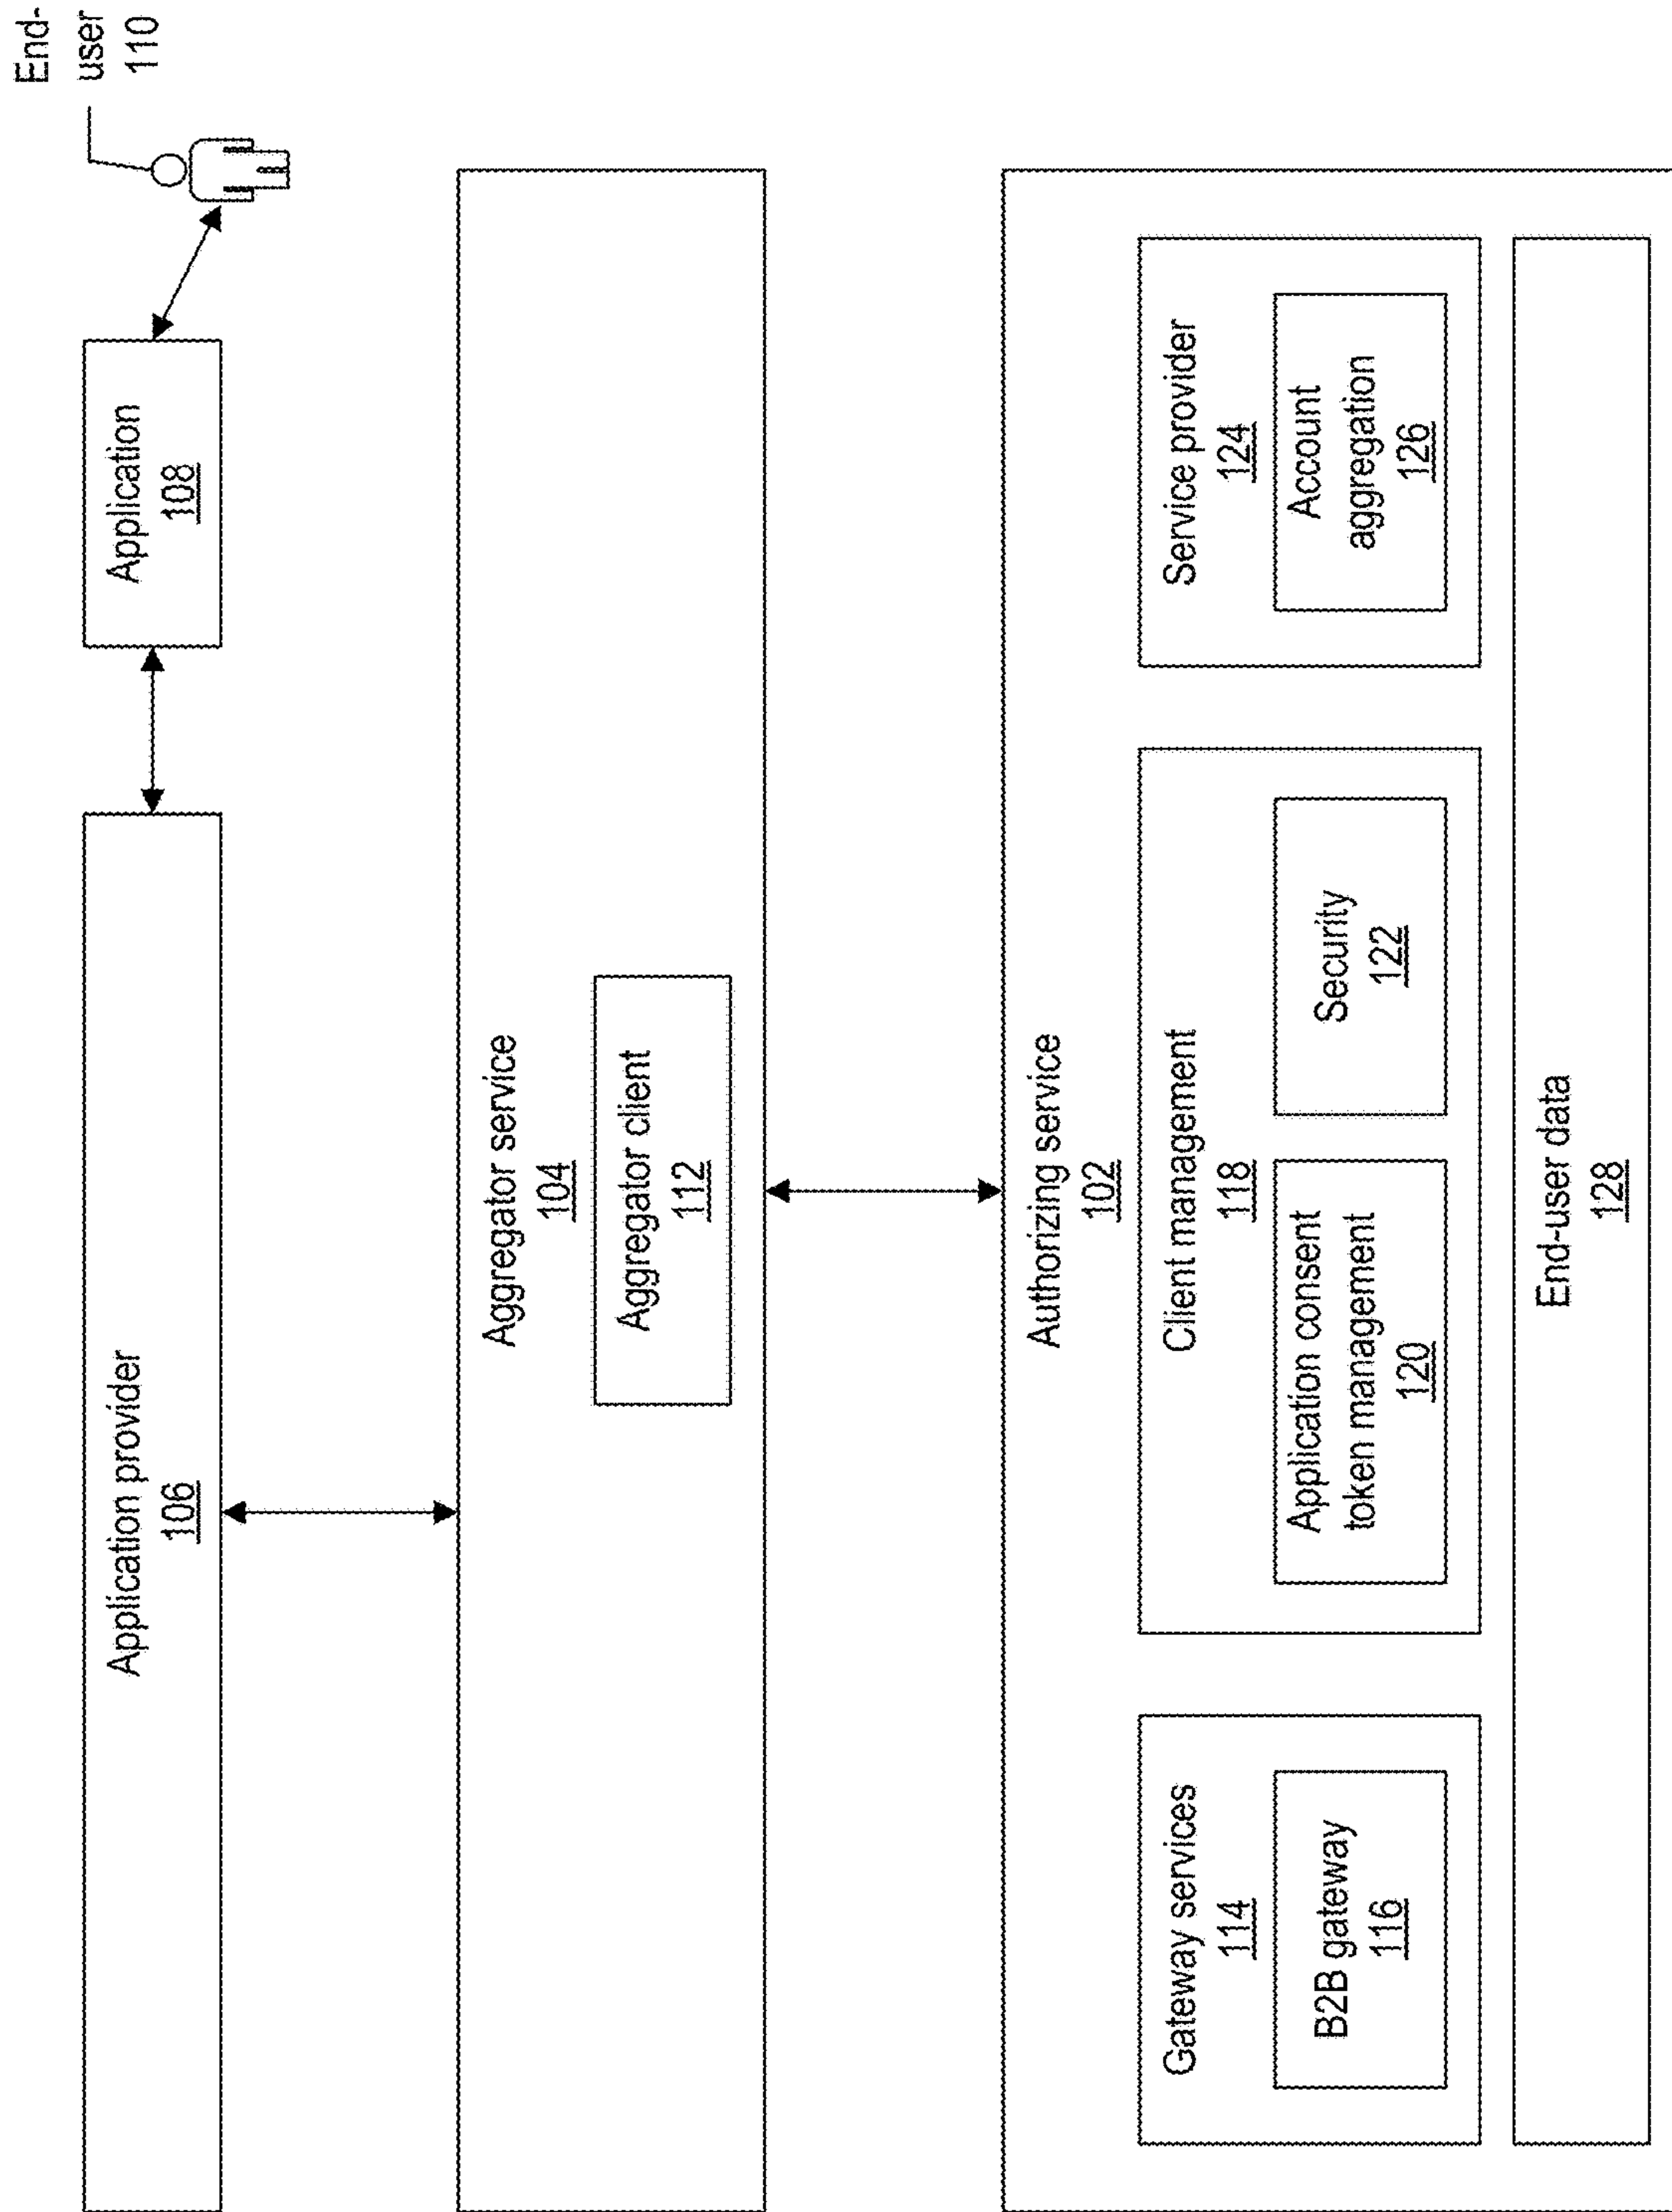 End-
user
110
Application
108
Application provider
106
Aggregator service
104
Aggregator client
112
Authorizing service
102
Gateway services
114
B2B gateway
116
Client management
118
Application consent
token management
120
Security
122
Service provider
124
Account
aggregation
126
End-user data
128